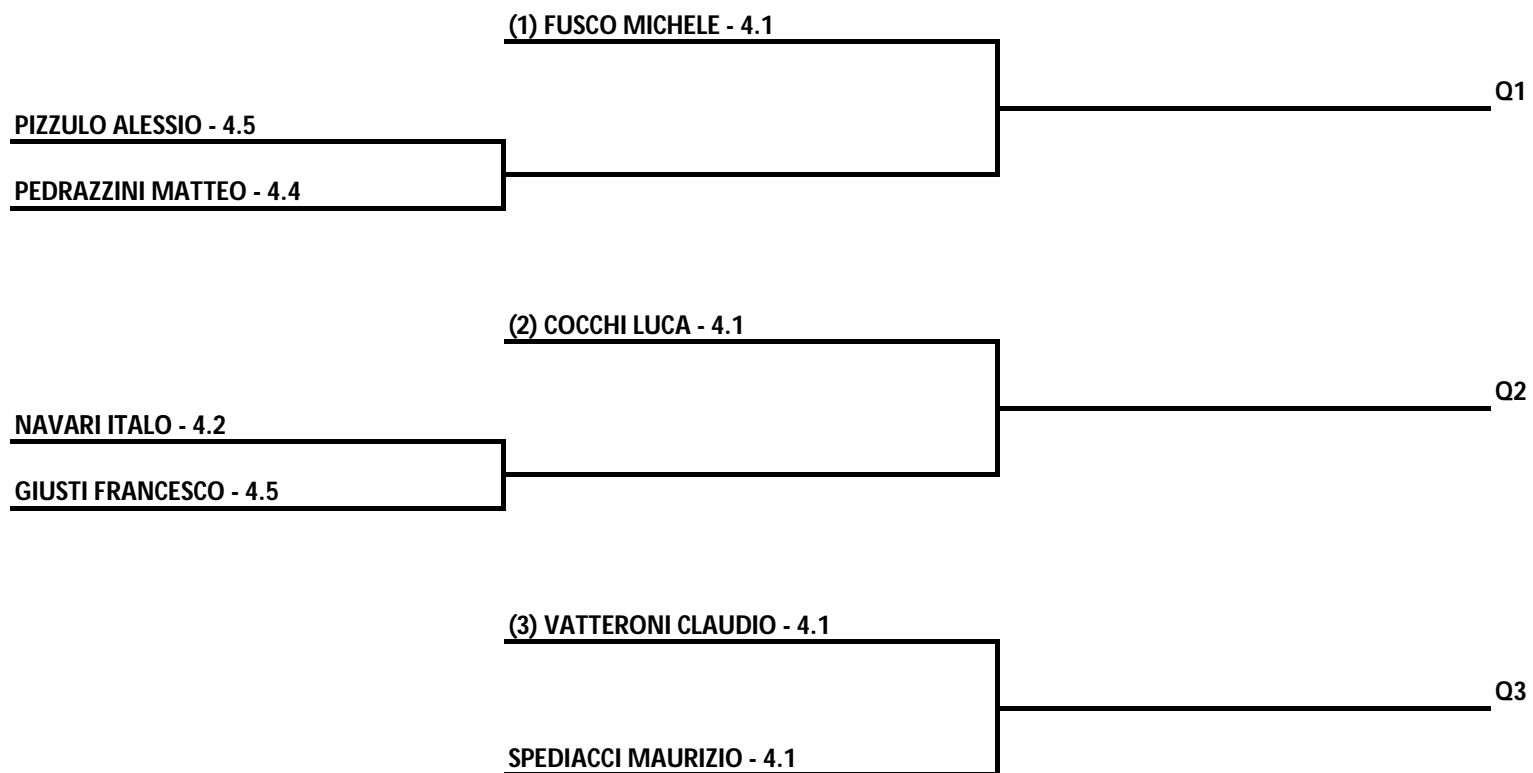 (1) FUSCO MICHELE - 4.1
Q1
PIZZULO ALESSIO - 4.5
PEDRAZZINI MATTEO - 4.4
(2) COCCHI LUCA - 4.1
Q2
NAVARI ITALO - 4.2
GIUSTI FRANCESCO - 4.5
(3) VATTERONI CLAUDIO - 4.1
Q3
SPEDIACCI MAURIZIO - 4.1